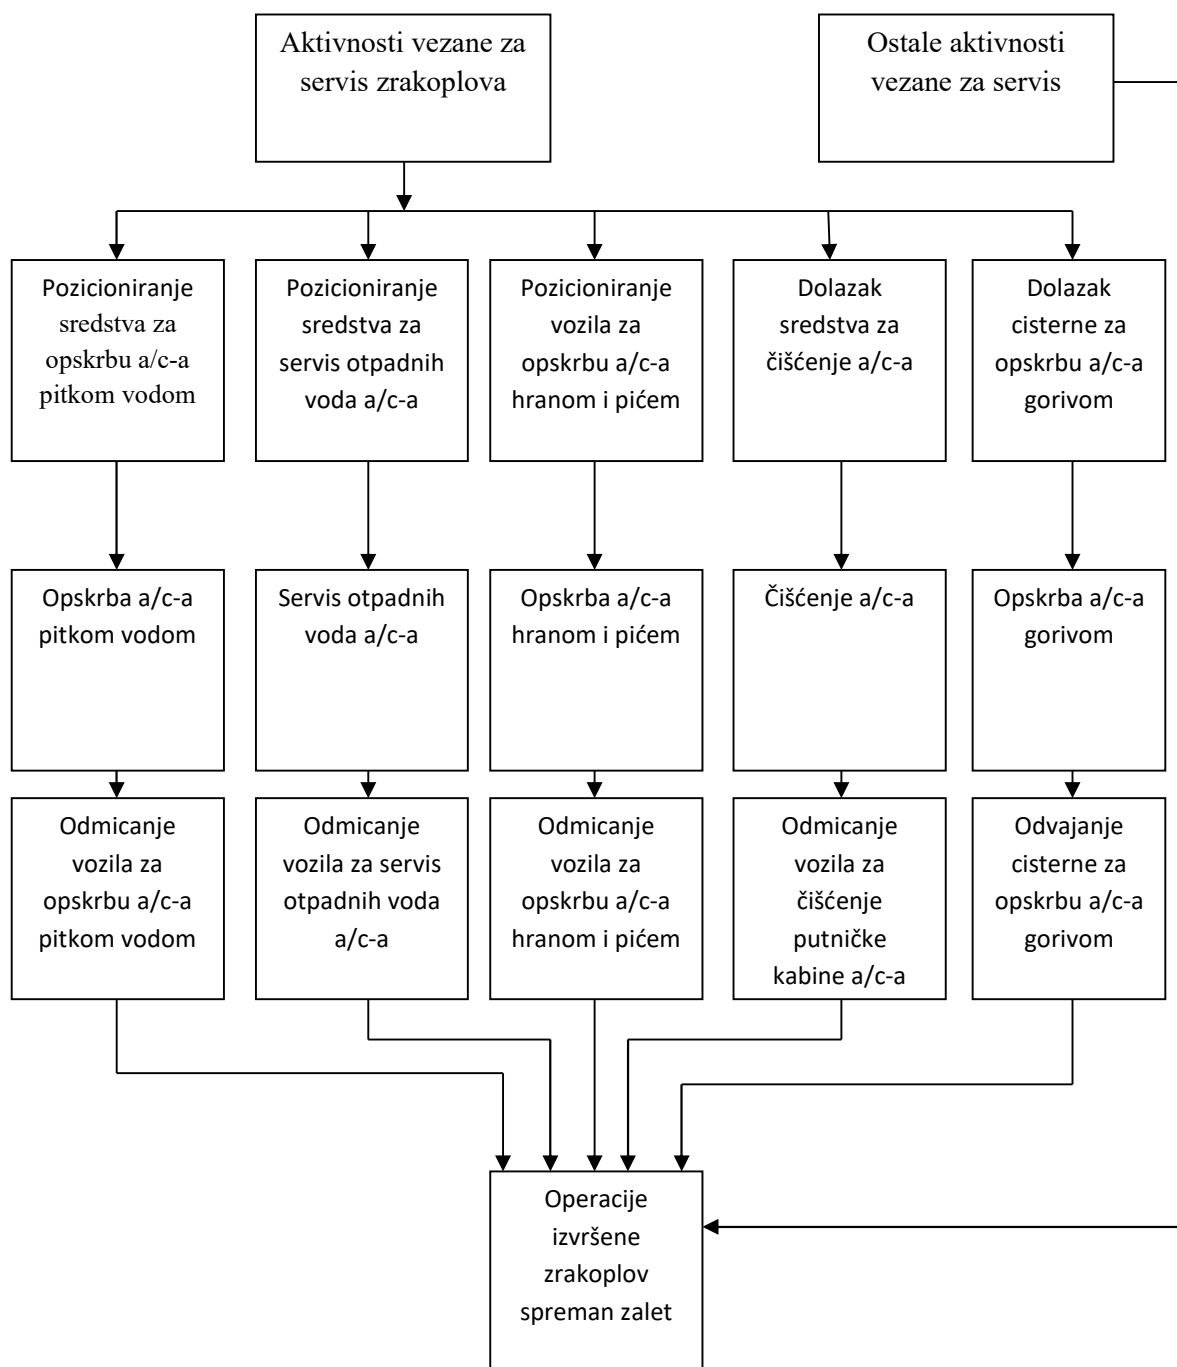 Aktivnosti vezane za
servis zrakoplova
Ostale aktivnosti
vezane za servis
Pozicioniranje
sredstva za
opskrbu a/c-a
pitkom vodom
Pozicioniranje
sredstva za
servis otpadnih
voda a/c-a
Pozicioniranje
vozila za
opskrbu a/c-a
hranom i pićem
Dolazak
sredstva za
čišćenje a/c-a
Dolazak
cisterne za
opskrbu a/c-a
gorivom
Opskrba a/c-a
pitkom vodom
Servis otpadnih
voda a/c-a
Opskrba a/c-a
hranom i pićem
Čišćenje a/c-a
Opskrba a/c-a
gorivom
Odmicanje
vozila za
opskrbu a/c-a
pitkom vodom
Odmicanje
vozila za servis
otpadnih voda
a/c-a
Odmicanje
vozila za
opskrbu a/c-a
hranom i pićem
Odmicanje
vozila za
čišćenje
putničke
kabine a/c-a
Odvajanje
cisterne za
opskrbu a/c-a
gorivom
Operacije
izvršene
zrakoplov
spreman zalet